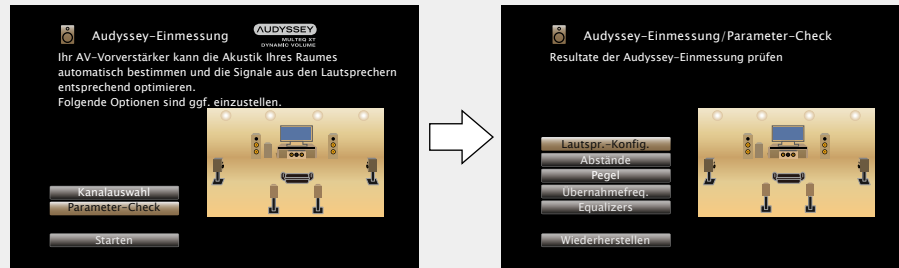 Audyssey-Einmessung
AUDYSSEY
MULTEQ XT
DYNAMIC VOLUME
Ihr AV-Vorverstärker kann die Akustik Ihres Raumes
automatisch bestimmen und die Signale aus den Lautsprechern
entsprechend optimieren.
Folgende Optionen sind ggf. einzustellen.
Kanalauswahl
Parameter-Check
Starten
Audyssey-Einmessung/Parameter-Check
Resultate der Audyssey-Einmessung prüfen
Lautspr.-Konfig.
Abstände
Pegel
Übernahmefreq.
Equalizers
Wiederherstellen